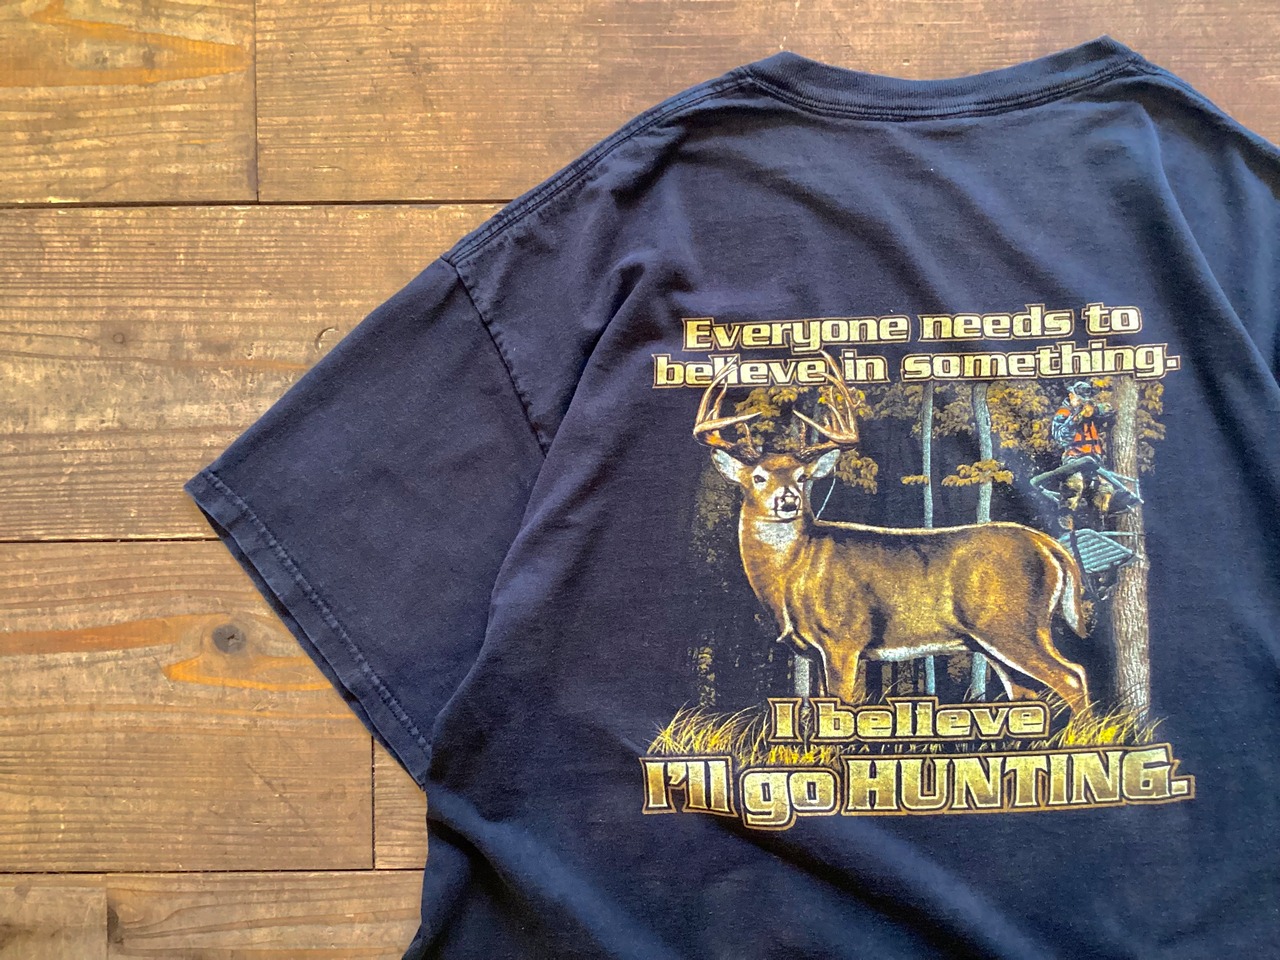 Everyone needs to
believe in something.
I believe
I'll go HUNTING.